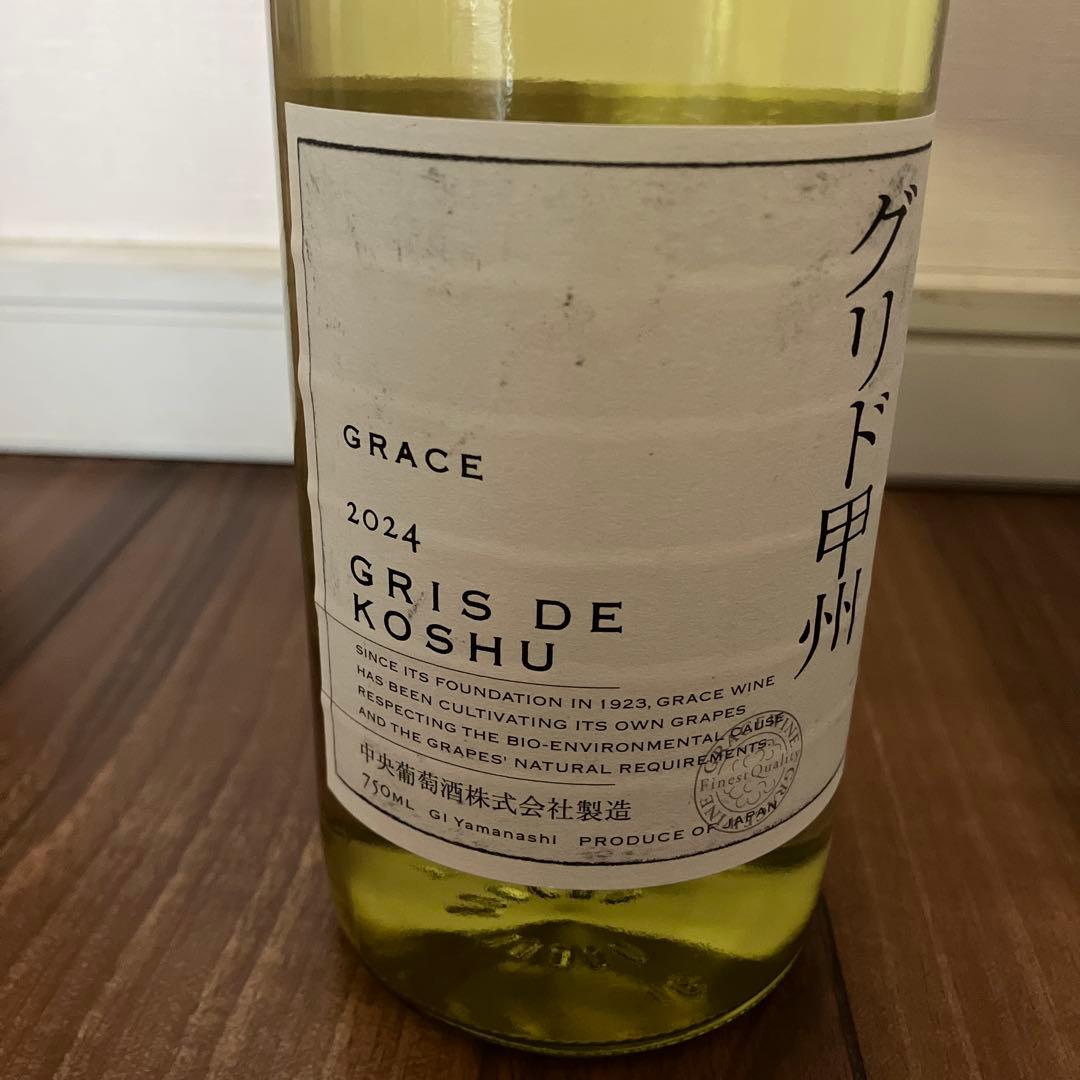 グリド甲州
GRACE
2024
GRIS DE
KOSHU
SINCE ITS FOUNDATION IN 1923, GRACE WINE
HAS BEEN CULTIVATING ITS OWN GRAPES
RESPECTING THE BIO-ENVIRONMENTAL CAUSE
AND THE GRAPES' NATURAL REQUIREMENTS.
中央葡萄酒株式会社製造
750ML GI Yamanashi PRODUCE OF JAPAN
Finest Quality